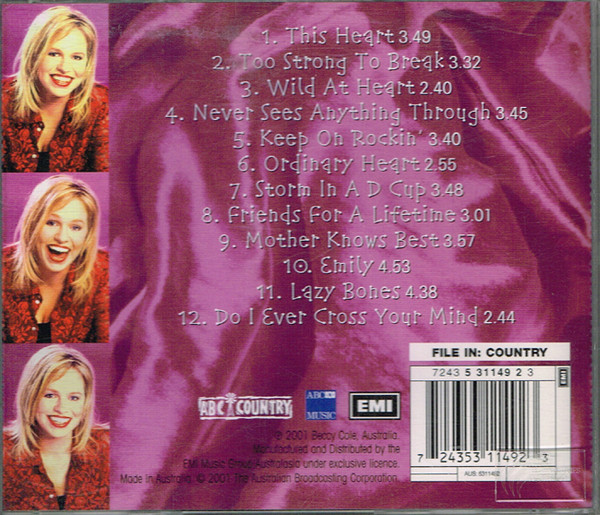 1. This Heart 3.49
2. Too Strong To Break 3.32
3. Wild At Heart 2.40
4. Never Sees Anything Through 3.45
5. Keep On Rockin' 3.40
6. Ordinary Heart 2.55
7. Storm In A D Cup 3.48
8. Friends For A Lifetime 3.01
9. Mother Knows Best 3.57
10. Emily 4.53
11. Lazy Bones 4.38
12. Do I Ever Cross Your Mind 2.44
FILE IN: COUNTRY
7243 5 31149 2 3
EMI
ABC COUNTRY
ABC
MUSIC
EMI
7 24353 11492 3
AUS: 5311492
℗ 2001 Beccy Cole, Australia.
Manufactured and Distributed by the
EMI Music Group Australasia under exclusive licence.
Made In Australia. © 2001 The Australian Broadcasting Corporation.